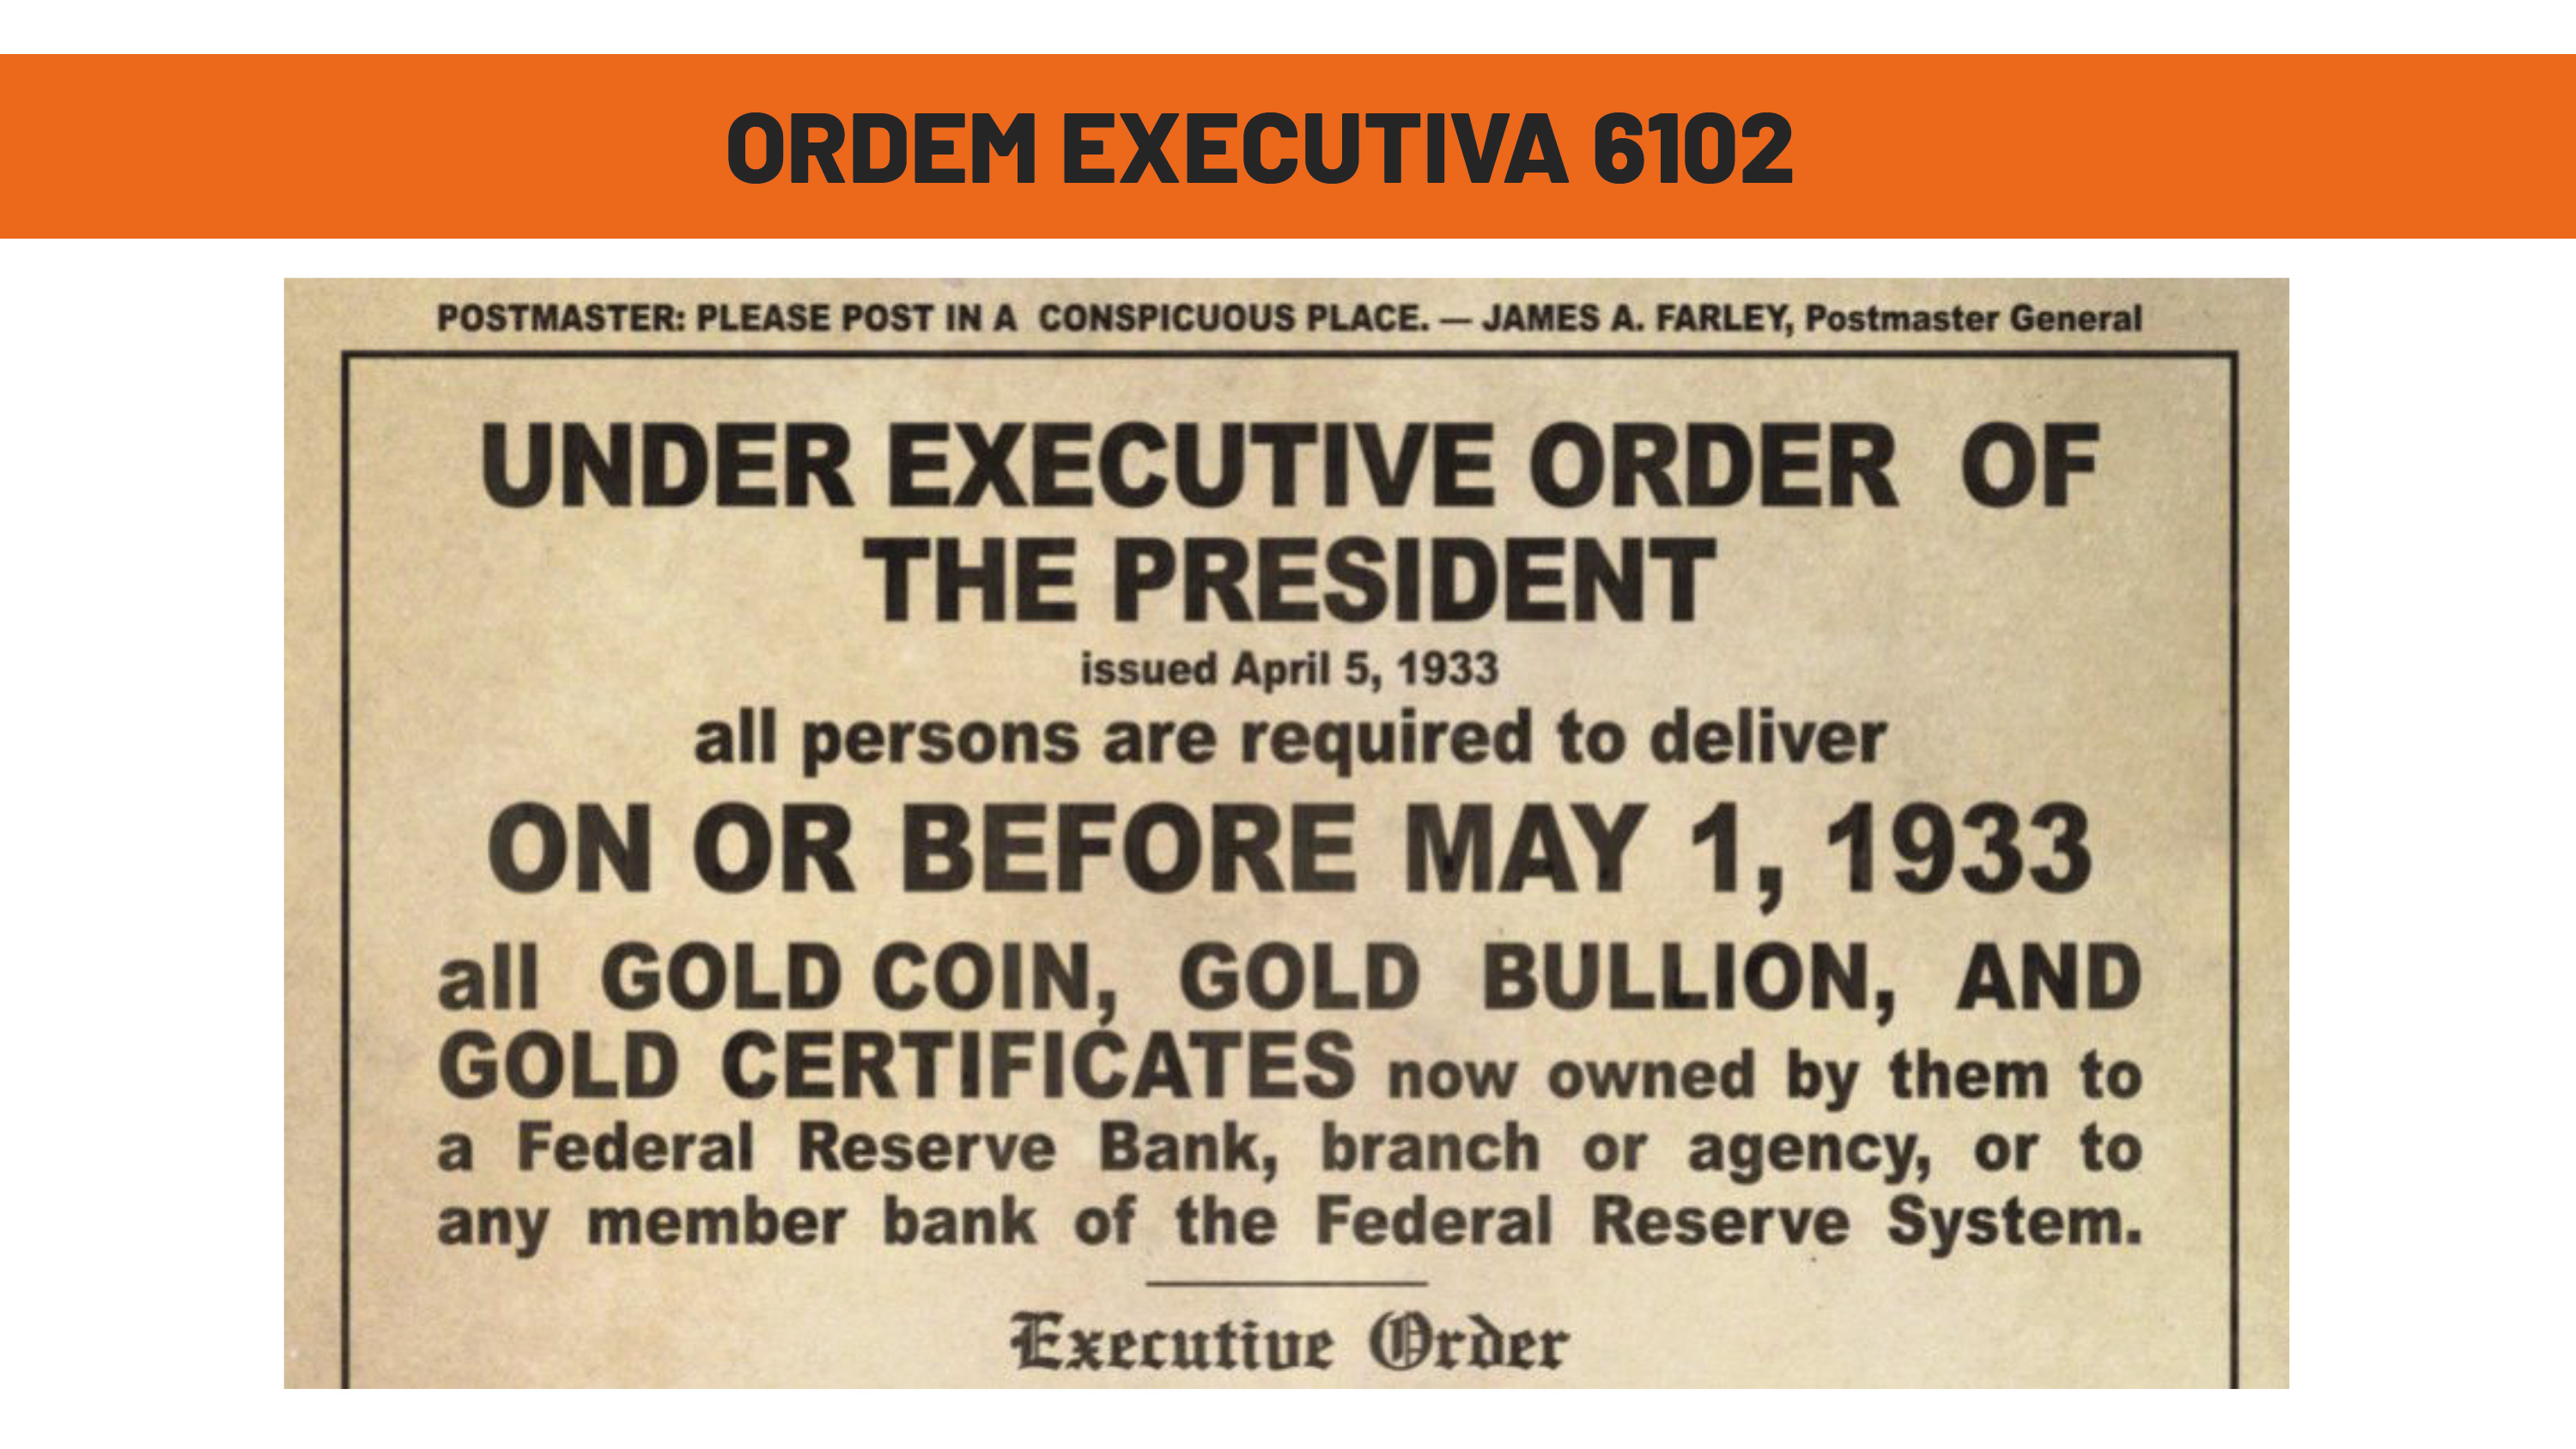 ORDEM EXECUTIVA 6102
POSTMASTER: PLEASE POST IN A CONSPICUOUS PLACE. — JAMES A. FARLEY, Postmaster General
UNDER EXECUTIVE ORDER OF
THE PRESIDENT
issued April 5, 1933
all persons are required to deliver
ON OR BEFORE MAY 1, 1933
all GOLD COIN, GOLD BULLION, AND
GOLD CERTIFICATES now owned by them to
a Federal Reserve Bank, branch or agency, or to
any member bank of the Federal Reserve System.
Executive Order